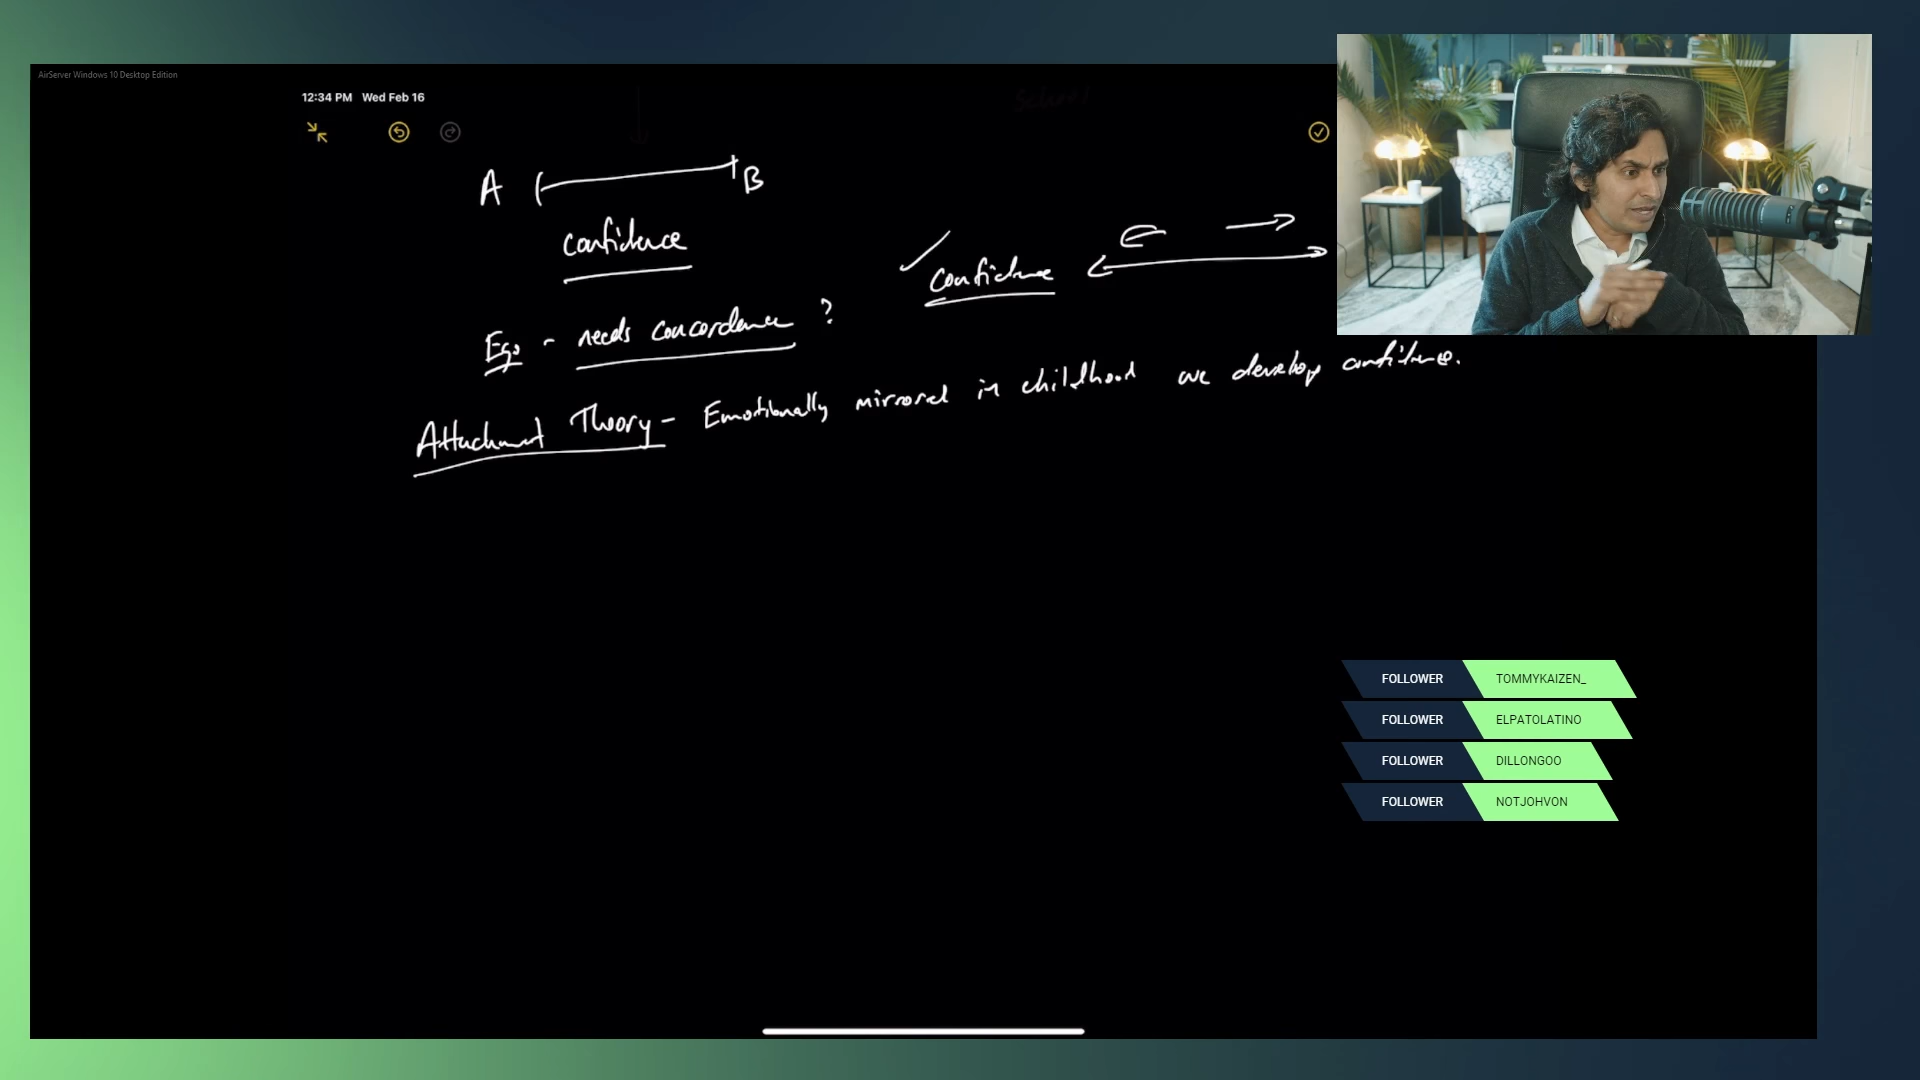 AirServer Windows 10 Desktop Edition
12:34 PM Wed Feb 16
A B
confidence
confidence
Ego - needs concordance ?
Attachment Theory - Emotionally mirrored in childhood we develop confidence.
FOLLOWER TOMMYKAIZEN_
FOLLOWER ELPATOLATINO
FOLLOWER DILLONGOO
FOLLOWER NOTJOHVON